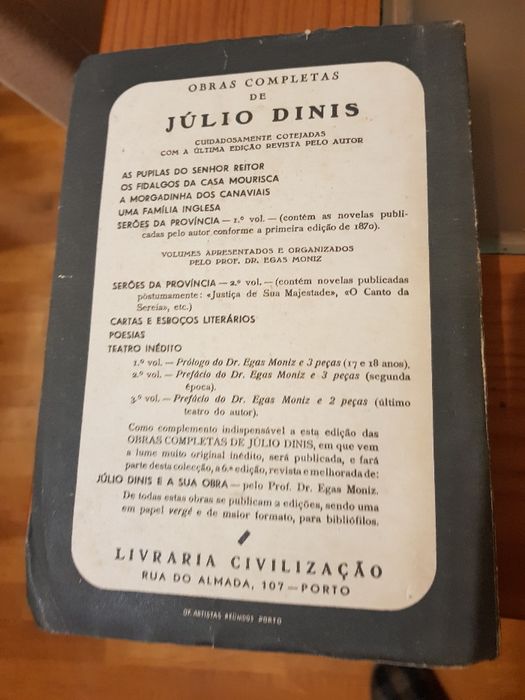 OBRAS COMPLETAS
DE
JÚLIO DINIS
CUIDADOSAMENTE COTEJADAS
COM A ÚLTIMA EDIÇÃO REVISTA PELO AUTOR
AS PUPILAS DO SENHOR REITOR
OS FIDALGOS DA CASA MOURISCA
A MORGADINHA DOS CANAVIAIS
UMA FAMÍLIA INGLESA
SERÕES DA PROVÍNCIA — 1.º vol. — (contém as novelas publi-
cadas pelo autor conforme a primeira edição de 1870).
VOLUMES APRESENTADOS E ORGANIZADOS
PELO PROF. DR. EGAS MONIZ
SERÕES DA PROVÍNCIA — 2.º vol. — (contém novelas publicadas
pòstumamente: «Justiça de Sua Majestade», «O Canto da
Sereia», etc.)
CARTAS E ESBOÇOS LITERÁRIOS
POESIAS
TEATRO INÉDITO
1.º vol. — Prólogo do Dr. Egas Moniz e 3 peças (17 e 18 anos),
2.º vol. — Prefácio do Dr. Egas Moniz e 3 peças (segunda
época).
3.º vol. — Prefácio do Dr. Egas Moniz e 2 peças (último
teatro do autor).
Como complemento indispensável a esta edição das
OBRAS COMPLETAS DE JÚLIO DINIS, em que vem
a lume muito original inédito, será publicada, e fará
parte desta colecção, a 6.ª edição, revista e melhorada de:
JÚLIO DINIS E A SUA OBRA — pelo Prof. Dr. Egas Moniz.
De todas estas obras se publicam 2 edições, sendo uma
em papel vergé e de maior formato, para bibliófilos.
LIVRARIA CIVILIZAÇÃO
RUA DO ALMADA, 107 — PORTO
OF. ARTISTAS REÜNIDOS PORTO